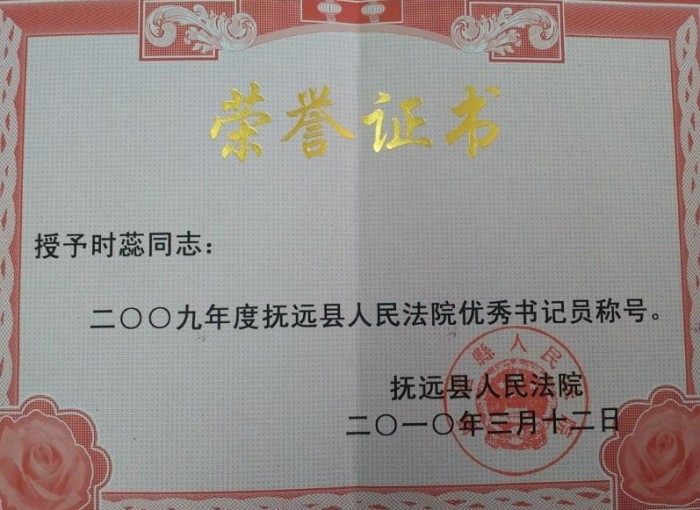 荣誉证书
授予时蕊同志：
二〇〇九年度抚远县人民法院优秀书记员称号。
抚远县人民法院
二〇一〇年三月十二日